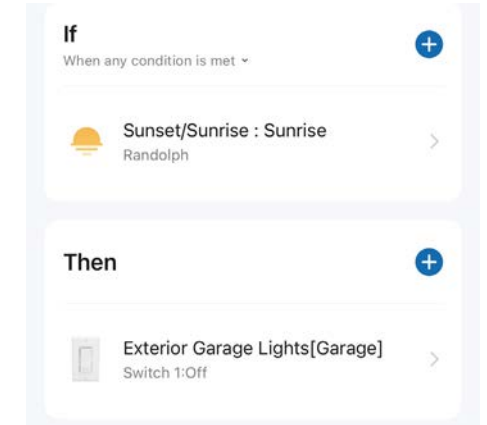 If
When any condition is met
Sunset/Sunrise : Sunrise
Randolph
Then
Exterior Garage Lights[Garage]
Switch 1:Off